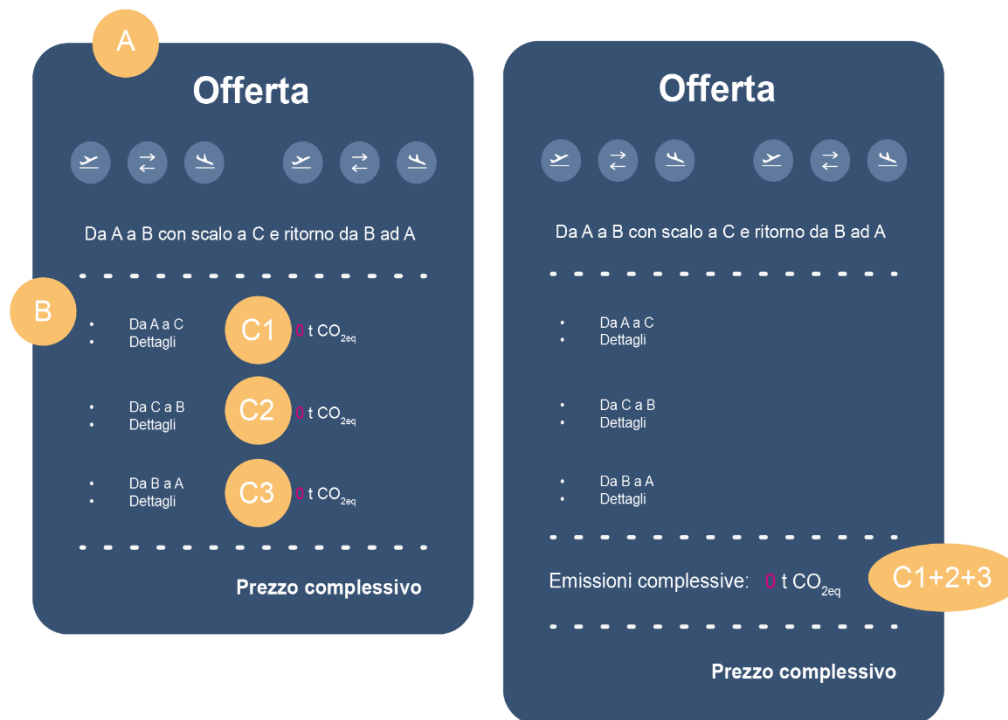 A
Offerta
Da A a B con scalo a C e ritorno da B ad A
B
• Da A a C
• Dettagli
C1
0 t CO2eq
• Da C a B
• Dettagli
C2
0 t CO2eq
• Da B a A
• Dettagli
C3
0 t CO2eq
Prezzo complessivo
Offerta
Da A a B con scalo a C e ritorno da B ad A
• Da A a C
• Dettagli
• Da C a B
• Dettagli
• Da B a A
• Dettagli
Emissioni complessive: 0 t CO2eq
C1+2+3
Prezzo complessivo